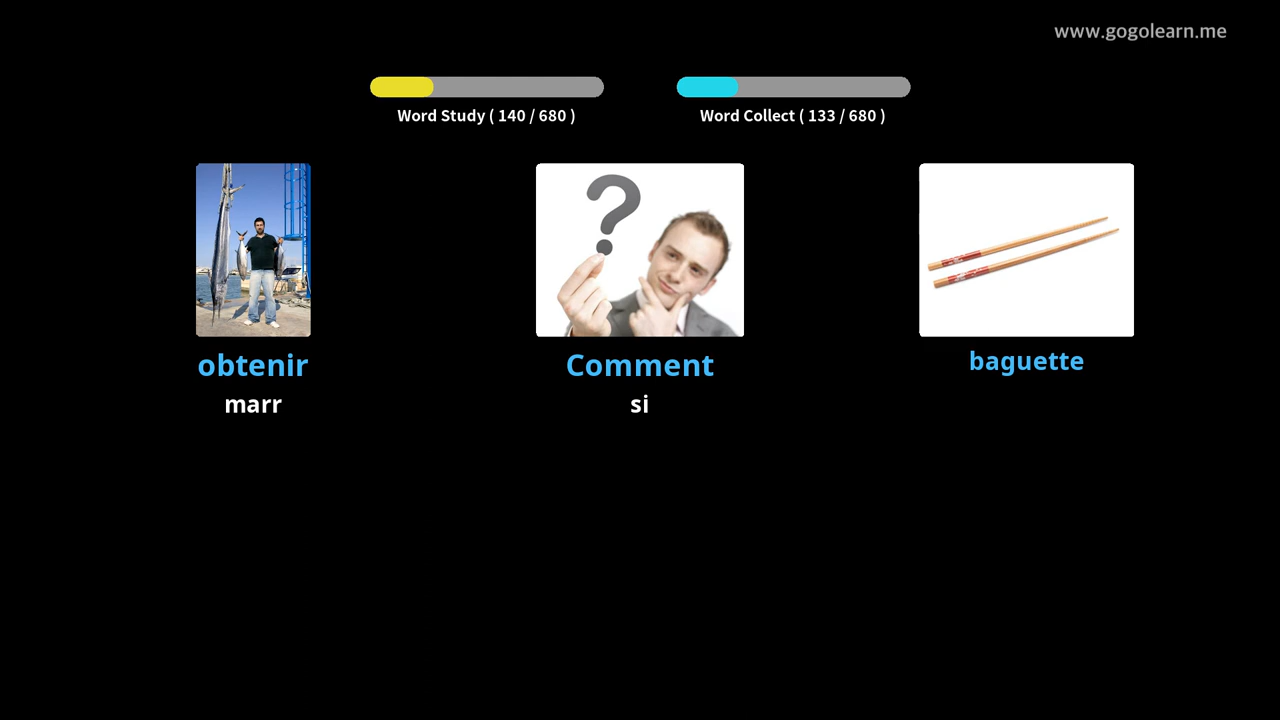 www.gogolearn.me
Word Study ( 140 / 680 )
Word Collect ( 133 / 680 )
obtenir
marr
Comment
si
baguette